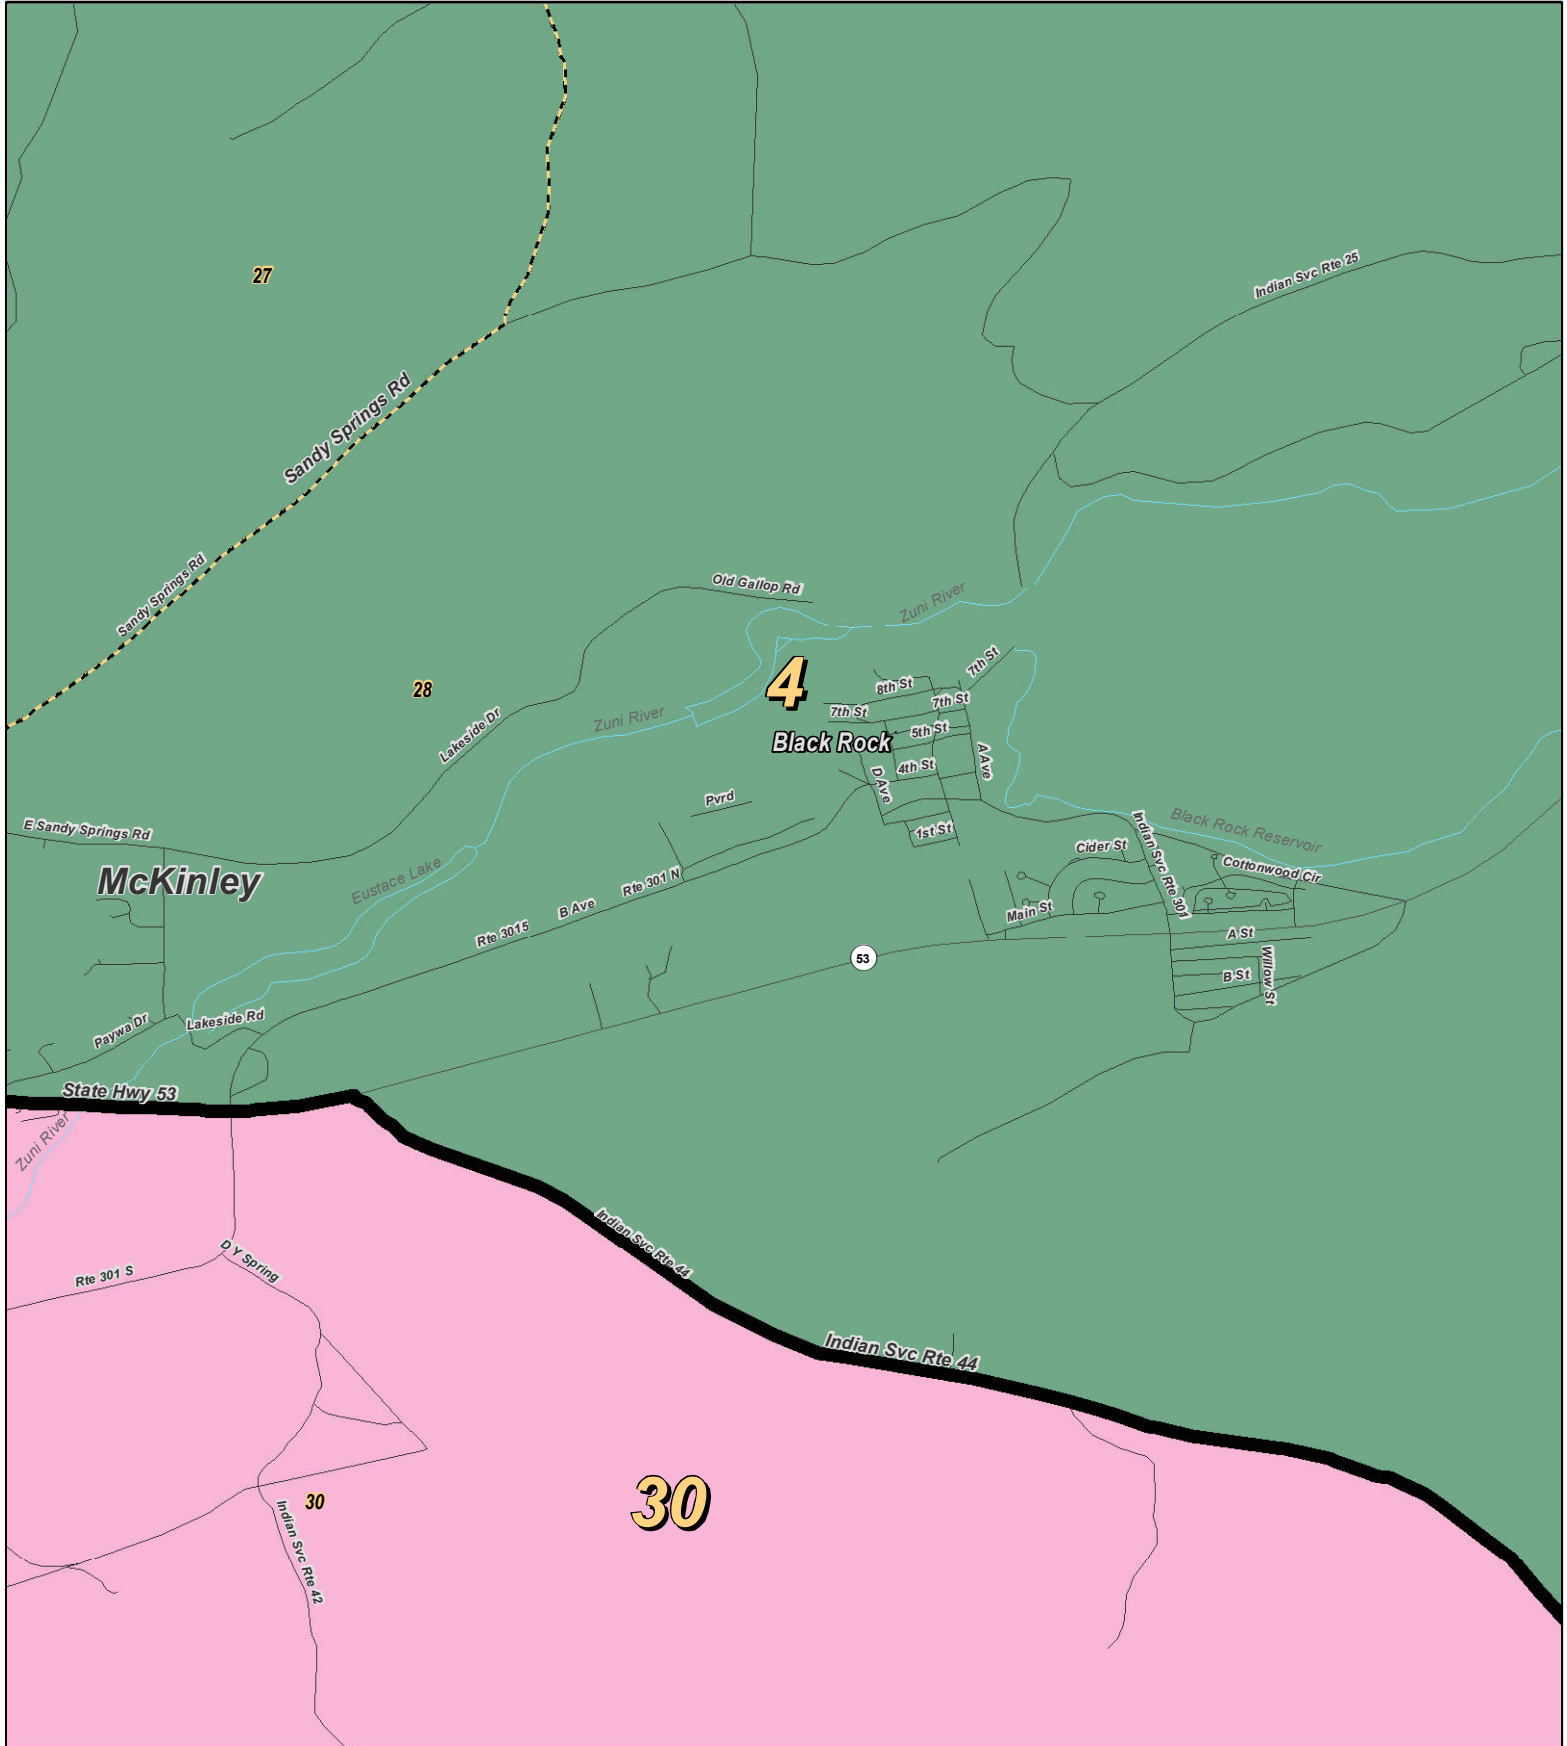 27
Indian Svc Rte 25
Sandy Springs Rd
Sandy Springs Rd
Old Gallop Rd
Zuni River
7th St
4
8th St
28
7th St
7th St
Zuni River
Lakeside Dr
5th St
Black Rock
A Ave
4th St
D Ave
Pvrd
1st St
Black Rock Reservoir
E Sandy Springs Rd
Cider St
Indian Svc Rte 301
Cottonwood Cir
McKinley
Eustace Lake
Rte 301 N
B Ave
Main St
Rte 3015
A St
53
B St
Willow St
Lakeside Rd
Paywa Dr
State Hwy 53
Zuni River
Indian Svc Rte 44
D Y Spring
Rte 301 S
Indian Svc Rte 44
30
30
Indian Svc Rte 42